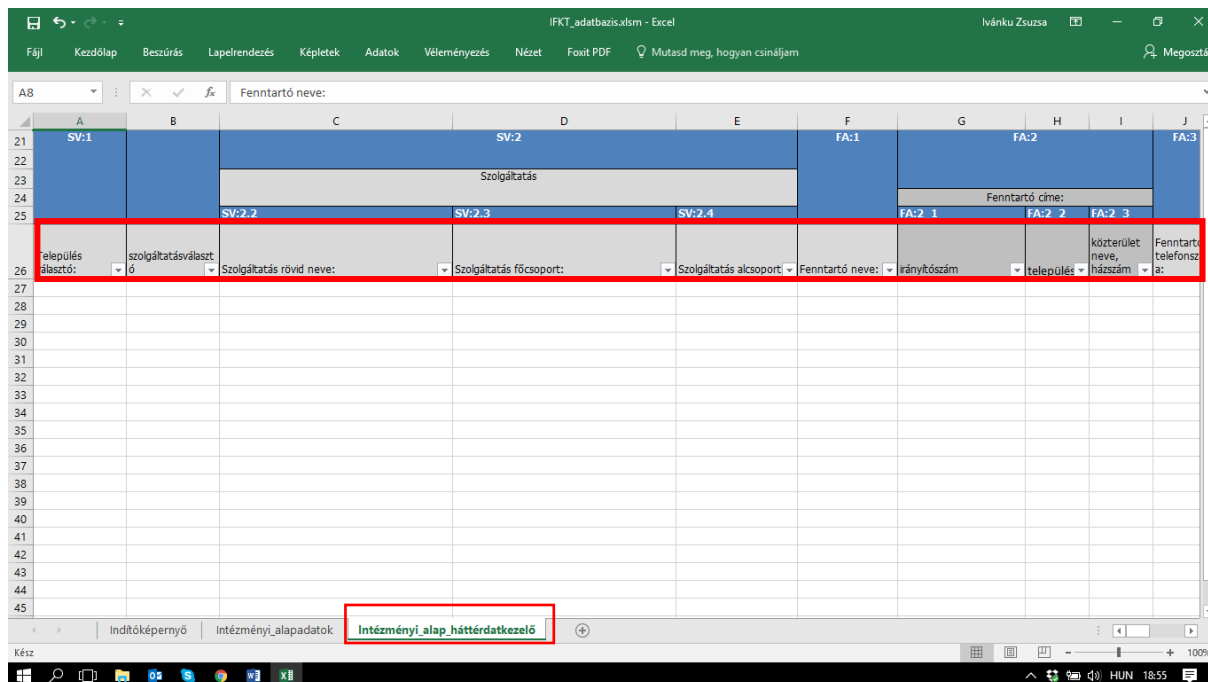 IFKT_adatbazis.xlsm - Excel
Ivánku Zsuzsa
Fájl Kezdőlap Beszúrás Lapelrendezés Képletek Adatok Véleményezés Nézet Foxit PDF Mutasd meg, hogyan csináljam Megosztá
A8 fx Fenntartó neve:
A B C D E F G H I J
21 SV:1 SV:2 FA:1 FA:2 FA:3
22
23 Szolgáltatás
24 Fenntartó címe:
25 SV:2.2 SV:2.3 SV:2.4 FA:2_1 FA:2_2 FA:2_3
26 Település
választó: szolgáltatásválaszt
ó Szolgáltatás rövid neve: Szolgáltatás főcsoport: Szolgáltatás alcsoport Fenntartó neve: irányítószám település közterület
neve,
házszám Fenntartó
telefonsz
a:
27
28
29
30
31
32
33
34
35
36
37
38
39
40
41
42
43
44
45
Indítóképernyő Intézményi_alapadatok Intézményi_alap_háttérdatkezelő
Kész 100%
HUN 18:55